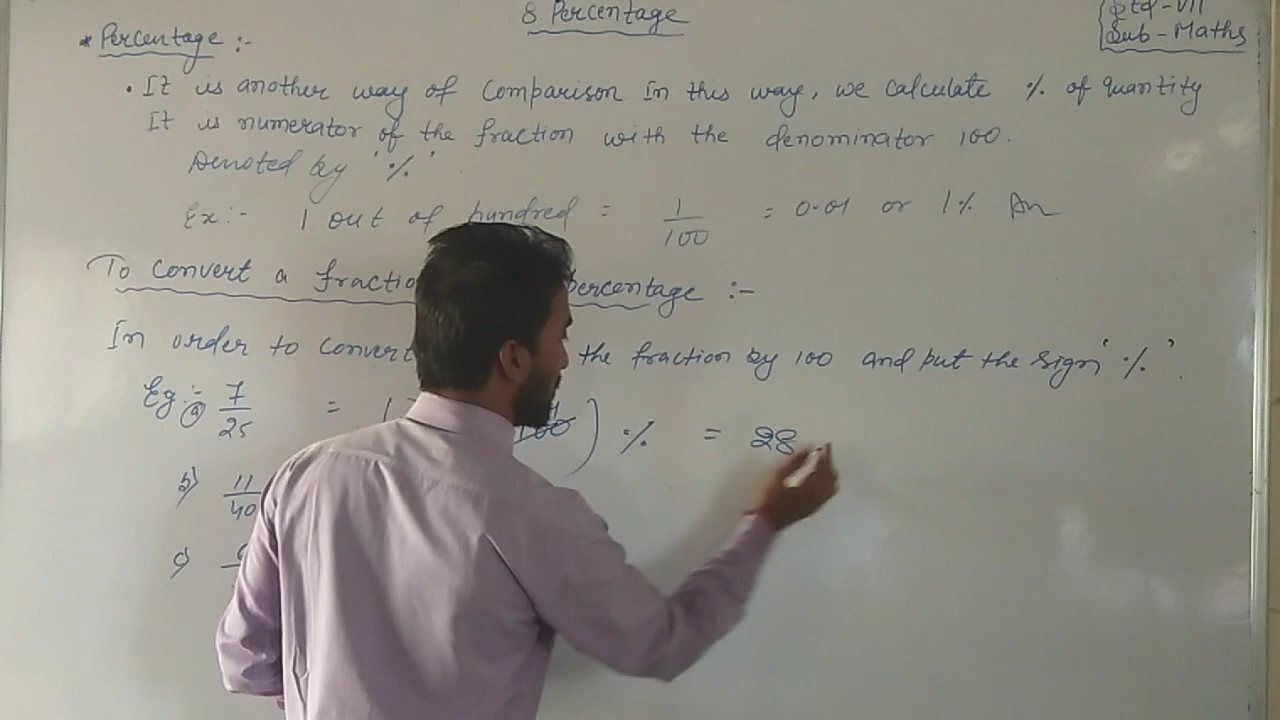 8 Percentage
Std - VII
Sub - Maths
* Percentage :-
• It is another way of comparison In this way, we calculate % of quantity
It is numerator of the fraction with the denominator 100.
Denoted by '%'
Ex:- 1 out of hundred = 1/100 = 0.01 or 1% An
To convert a fractio percentage :-
In order to convert the fraction by 100 and put the sign '%'.
Eg:- a) 7/25 = ( 100 ) % = 28
b) 11/40
c)